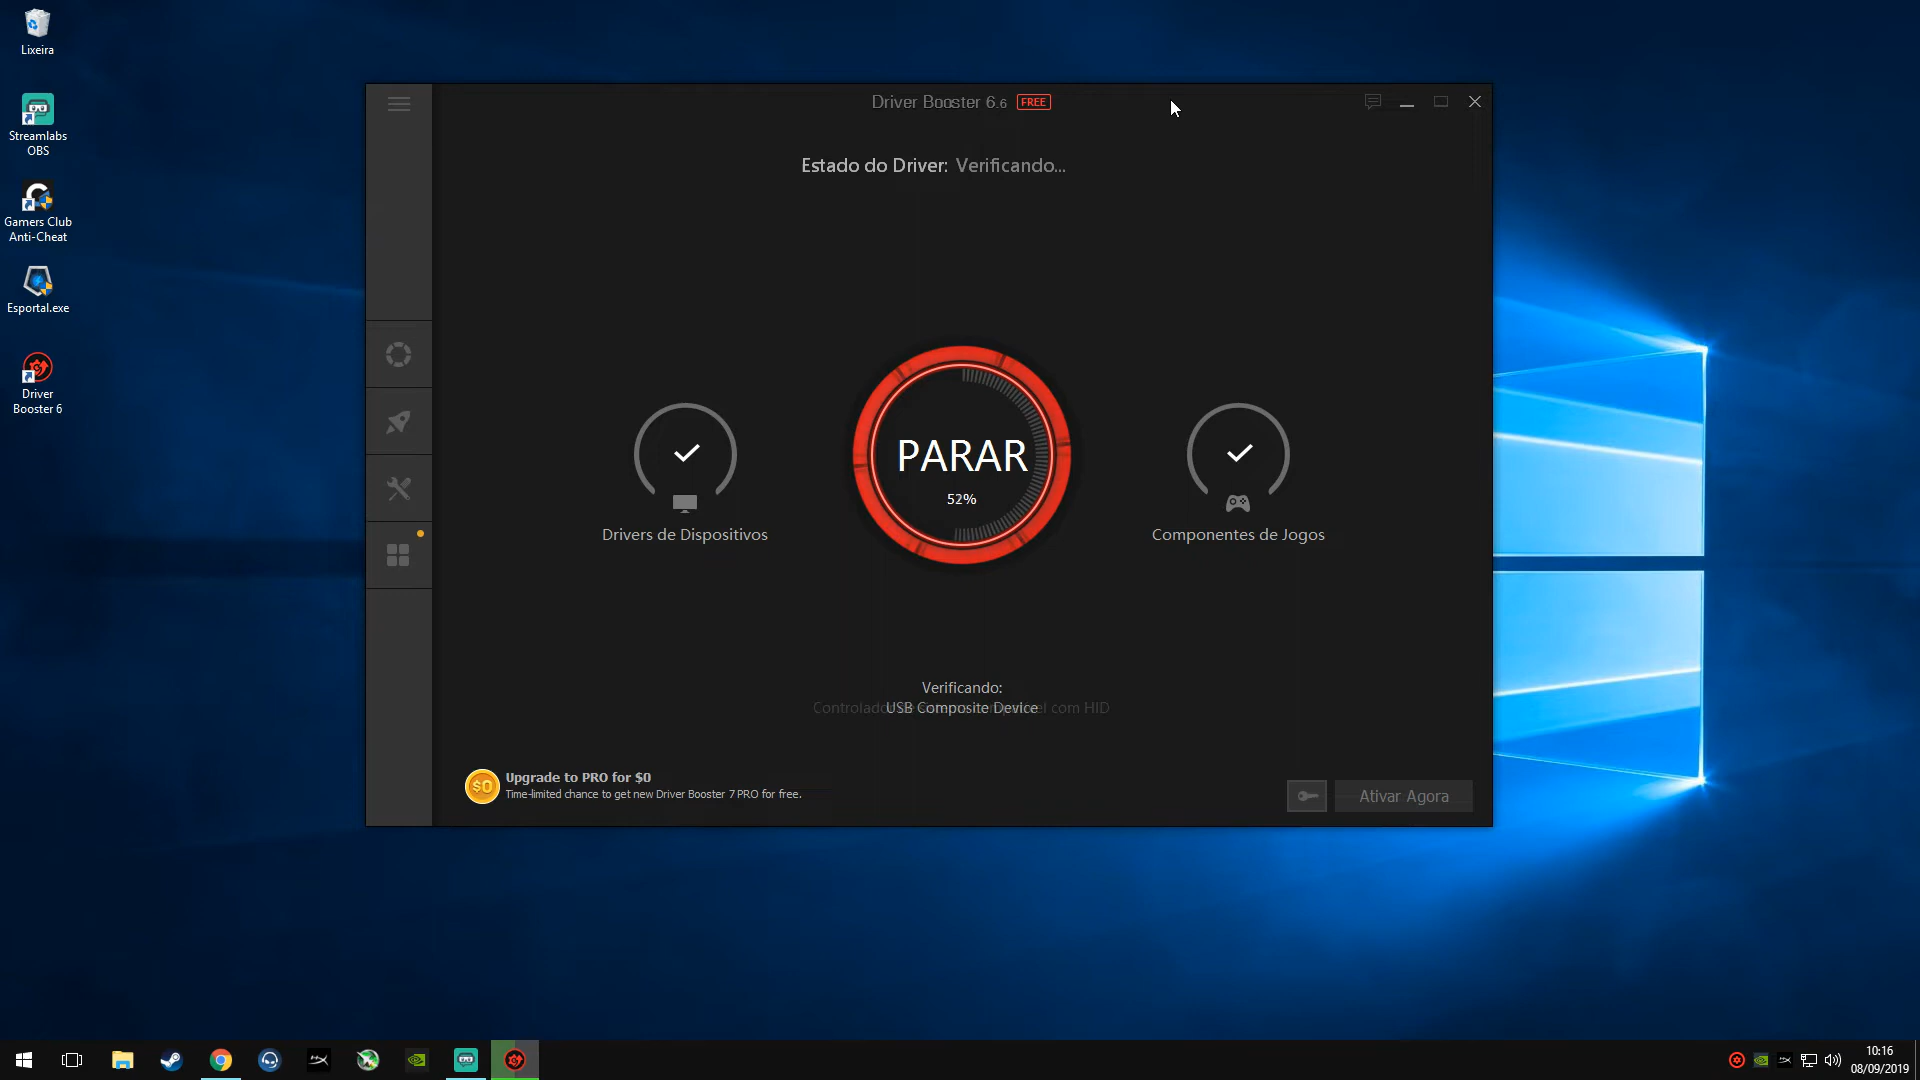 Lixeira
Streamlabs
OBS
Gamers Club
Anti-Cheat
Esportal.exe
Driver
Booster 6
Driver Booster 6.6 FREE
Estado do Driver: Verificando...
PARAR
52%
Drivers de Dispositivos
Componentes de Jogos
Verificando:
USB Composite Device
$0
Upgrade to PRO for $0
Time-limited chance to get new Driver Booster 7 PRO for free.
Ativar Agora
10:16
08/09/2019